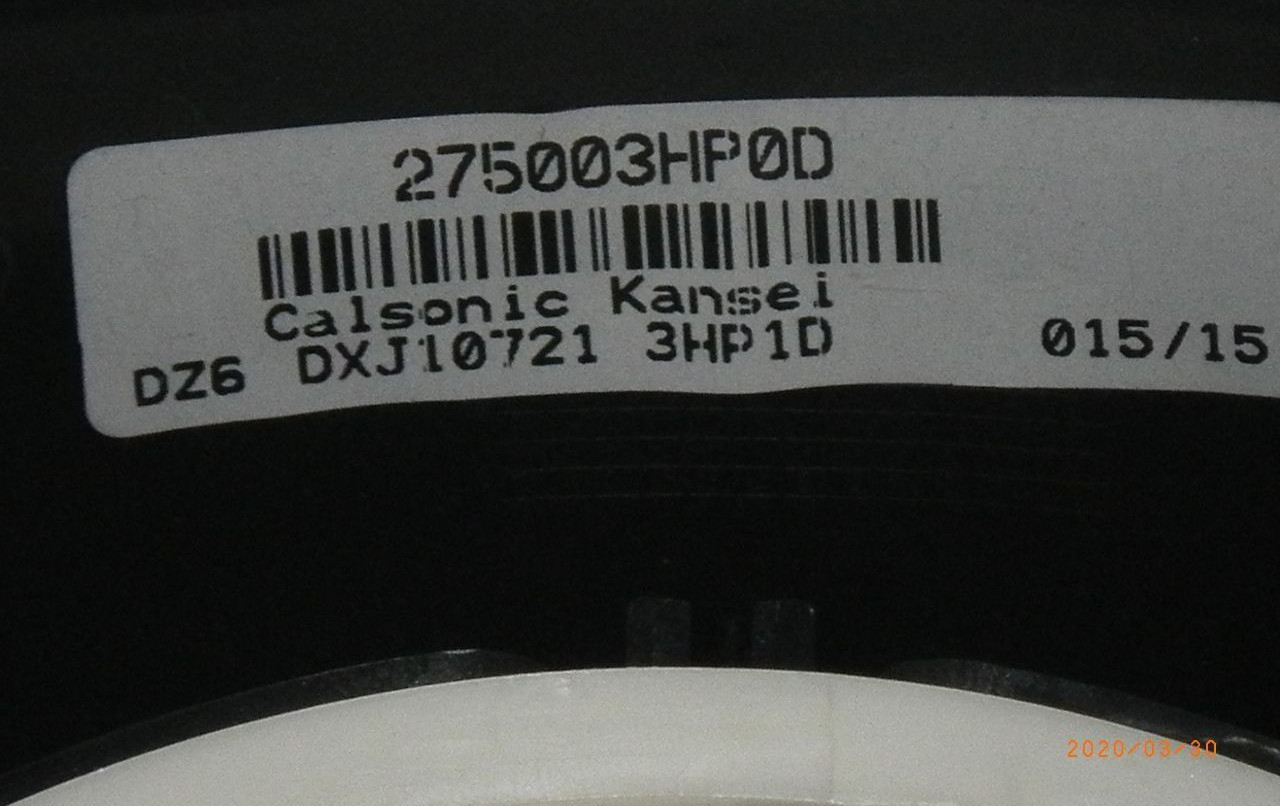 275003HP0D
Calsonic Kansei
DZ6 DXJ10721 3HP1D 015/15
2020/03/30